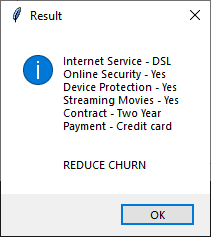 Result
Internet Service - DSL
Online Security - Yes
Device Protection - Yes
Streaming Movies - Yes
Contract - Two Year
Payment - Credit card
REDUCE CHURN
OK